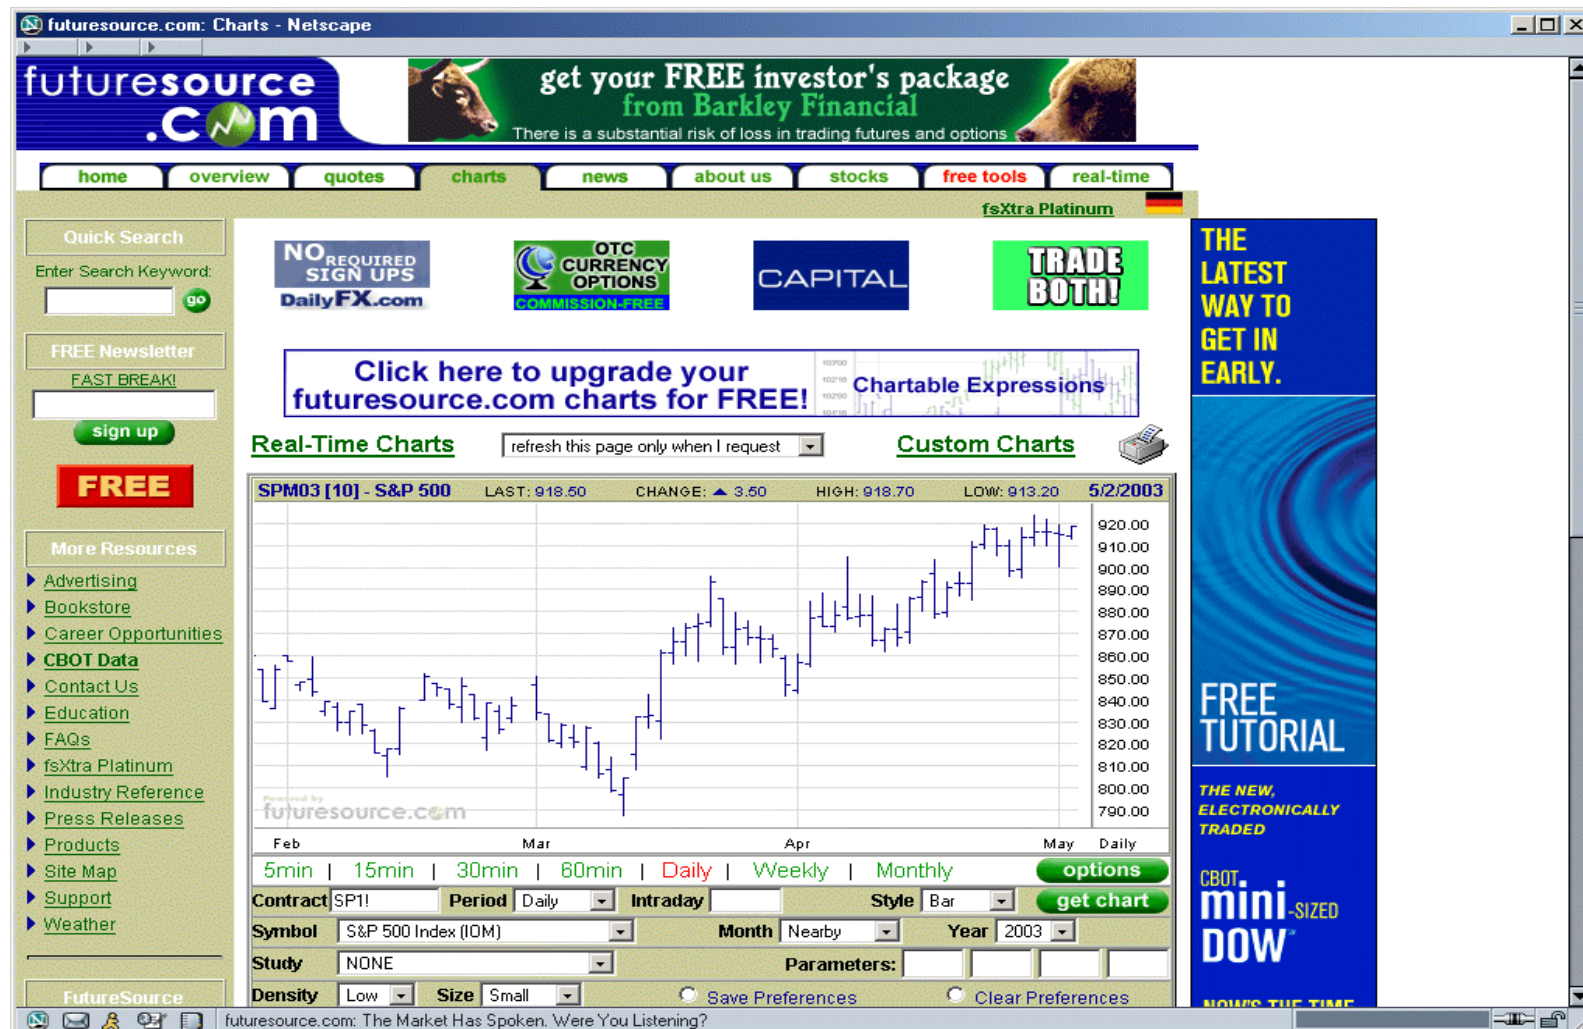 futuresource.com: Charts - Netscape
futuresource
.com
get your FREE investor's package
from Barkley Financial
There is a substantial risk of loss in trading futures and options
home overview quotes charts news about us stocks free tools real-time
fsXtra Platinum
Quick Search
Enter Search Keyword:
go
FREE Newsletter
FAST BREAK!
sign up
FREE
More Resources
Advertising
Bookstore
Career Opportunities
CBOT Data
Contact Us
Education
FAQs
fsXtra Platinum
Industry Reference
Press Releases
Products
Site Map
Support
Weather
FutureSource
NO REQUIRED
SIGN UPS
DailyFX.com
OTC
CURRENCY
OPTIONS
COMMISSION-FREE
CAPITAL
TRADE
BOTH!
Click here to upgrade your
futuresource.com charts for FREE!
10300
10216
10200
10116
Chartable Expressions
Real-Time Charts
refresh this page only when I request
Custom Charts
SPM03 [10] - S&P 500 LAST: 918.50 CHANGE: ▲ 3.50 HIGH: 918.70 LOW: 913.20 5/2/2003
920.00
910.00
900.00
890.00
880.00
870.00
860.00
850.00
840.00
830.00
820.00
810.00
800.00
790.00
Powered by
futuresource.com
Feb Mar Apr May Daily
5min | 15min | 30min | 60min | Daily | Weekly | Monthly options
Contract SP1! Period Daily Intraday Style Bar get chart
Symbol S&P 500 Index (IOM) Month Nearby Year 2003
Study NONE Parameters:
Density Low Size Small Save Preferences Clear Preferences
THE
LATEST
WAY TO
GET IN
EARLY.
FREE
TUTORIAL
THE NEW,
ELECTRONICALLY
TRADED
CBOT
mini-SIZED
DOW
NOW'S THE TIME
futuresource.com: The Market Has Spoken. Were You Listening?